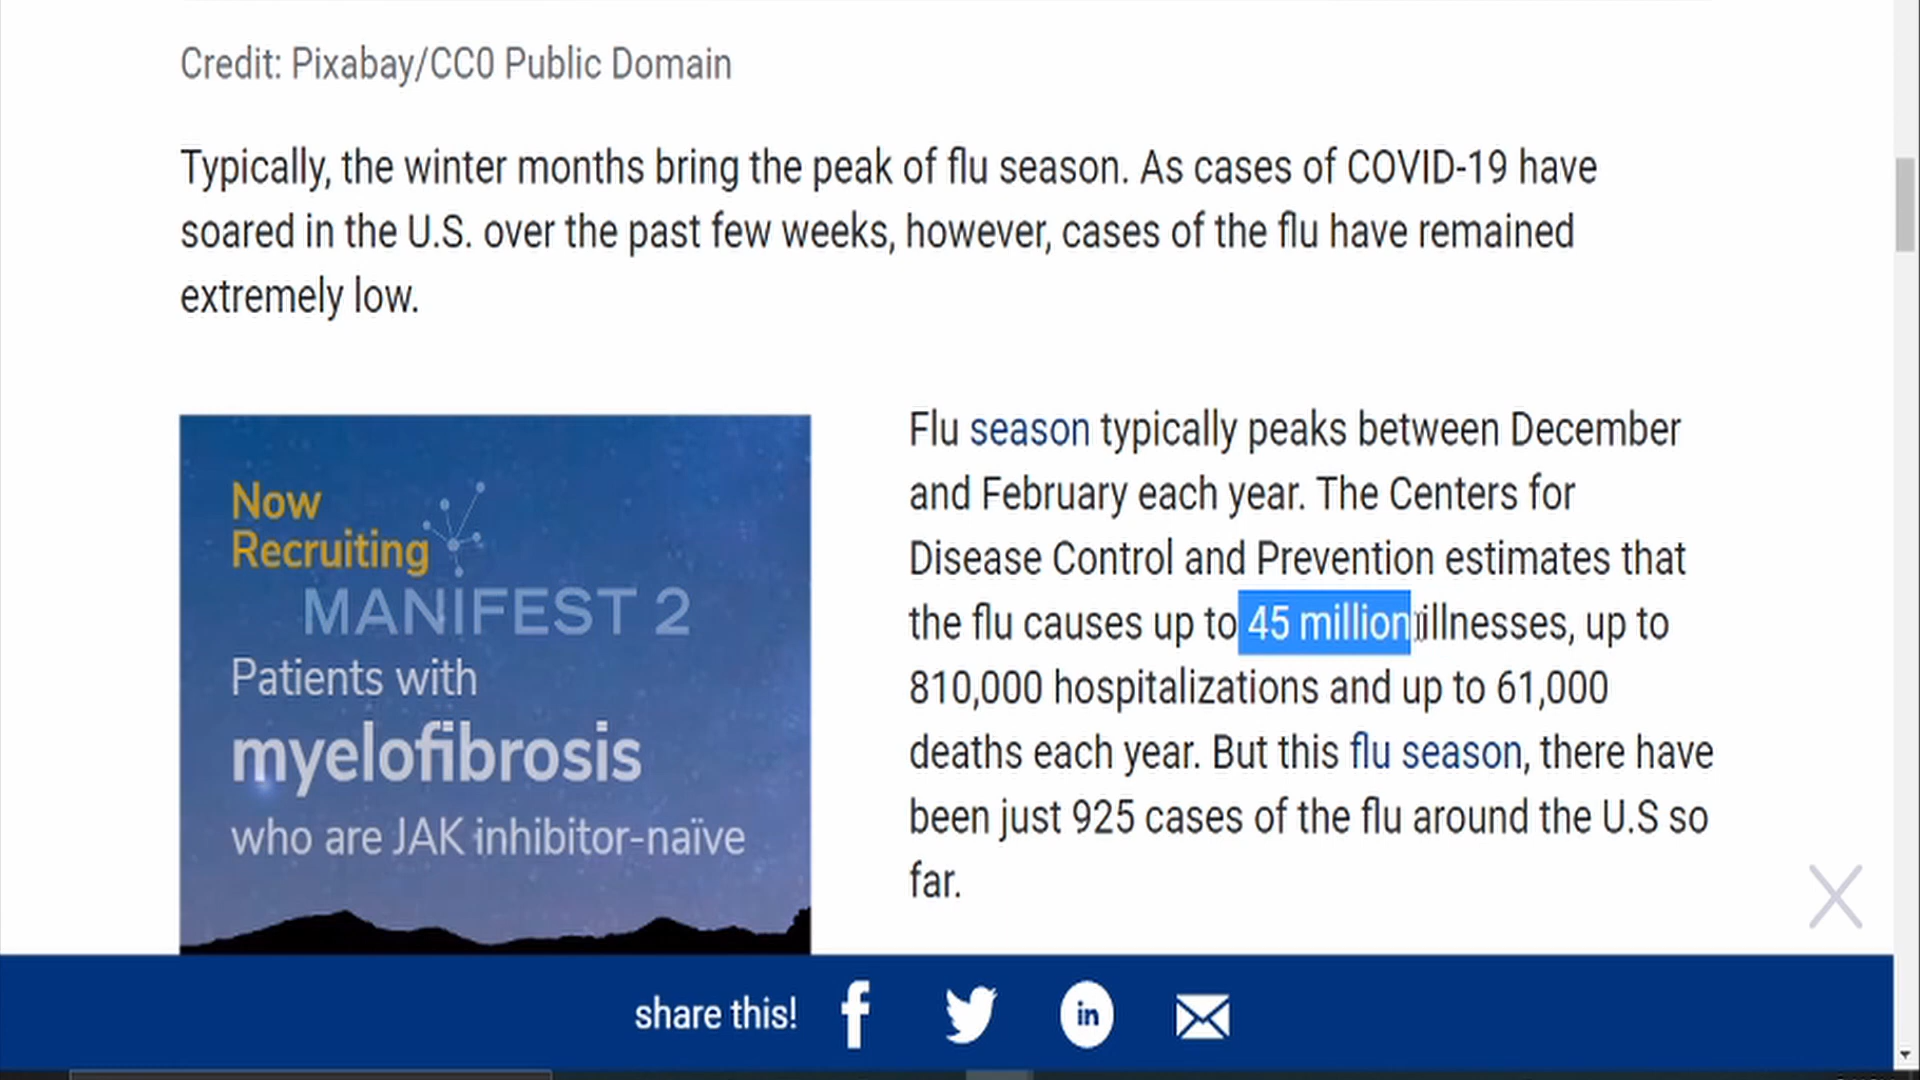 Credit: Pixabay/CC0 Public Domain
Typically, the winter months bring the peak of flu season. As cases of COVID-19 have
soared in the U.S. over the past few weeks, however, cases of the flu have remained
extremely low.
Now
Recruiting
MANIFEST 2
Patients with
myelofibrosis
who are JAK inhibitor-naïve
Flu season typically peaks between December
and February each year. The Centers for
Disease Control and Prevention estimates that
the flu causes up to 45 million illnesses, up to
810,000 hospitalizations and up to 61,000
deaths each year. But this flu season, there have
been just 925 cases of the flu around the U.S so
far.
share this!